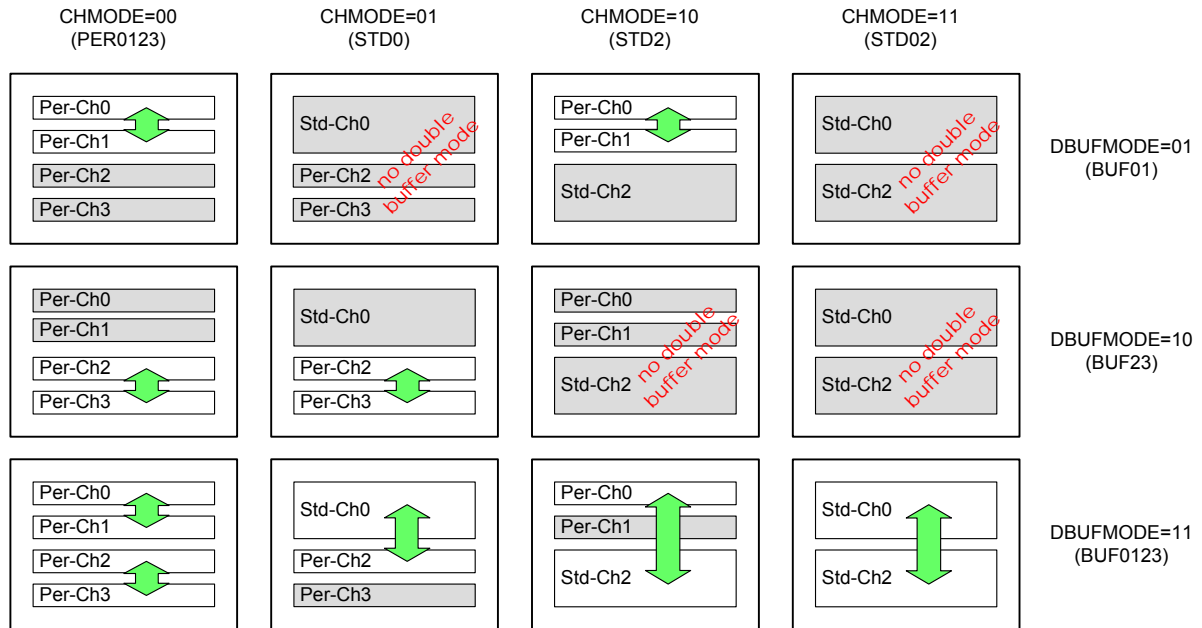 CHMODE=00
(PER0123)
CHMODE=01
(STD0)
CHMODE=10
(STD2)
CHMODE=11
(STD02)
Per-Ch0
Per-Ch1
Per-Ch2
Per-Ch3
Std-Ch0
Per-Ch2
Per-Ch3
no double
buffer mode
Per-Ch0
Per-Ch1
Std-Ch2
Std-Ch0
Std-Ch2
no double
buffer mode
DBUFMODE=01
(BUF01)
Per-Ch0
Per-Ch1
Per-Ch2
Per-Ch3
Std-Ch0
Per-Ch2
Per-Ch3
Per-Ch0
Per-Ch1
Std-Ch2
no double
buffer mode
Std-Ch0
Std-Ch2
no double
buffer mode
DBUFMODE=10
(BUF23)
Per-Ch0
Per-Ch1
Per-Ch2
Per-Ch3
Std-Ch0
Per-Ch2
Per-Ch3
Per-Ch0
Per-Ch1
Std-Ch2
Std-Ch0
Std-Ch2
DBUFMODE=11
(BUF0123)